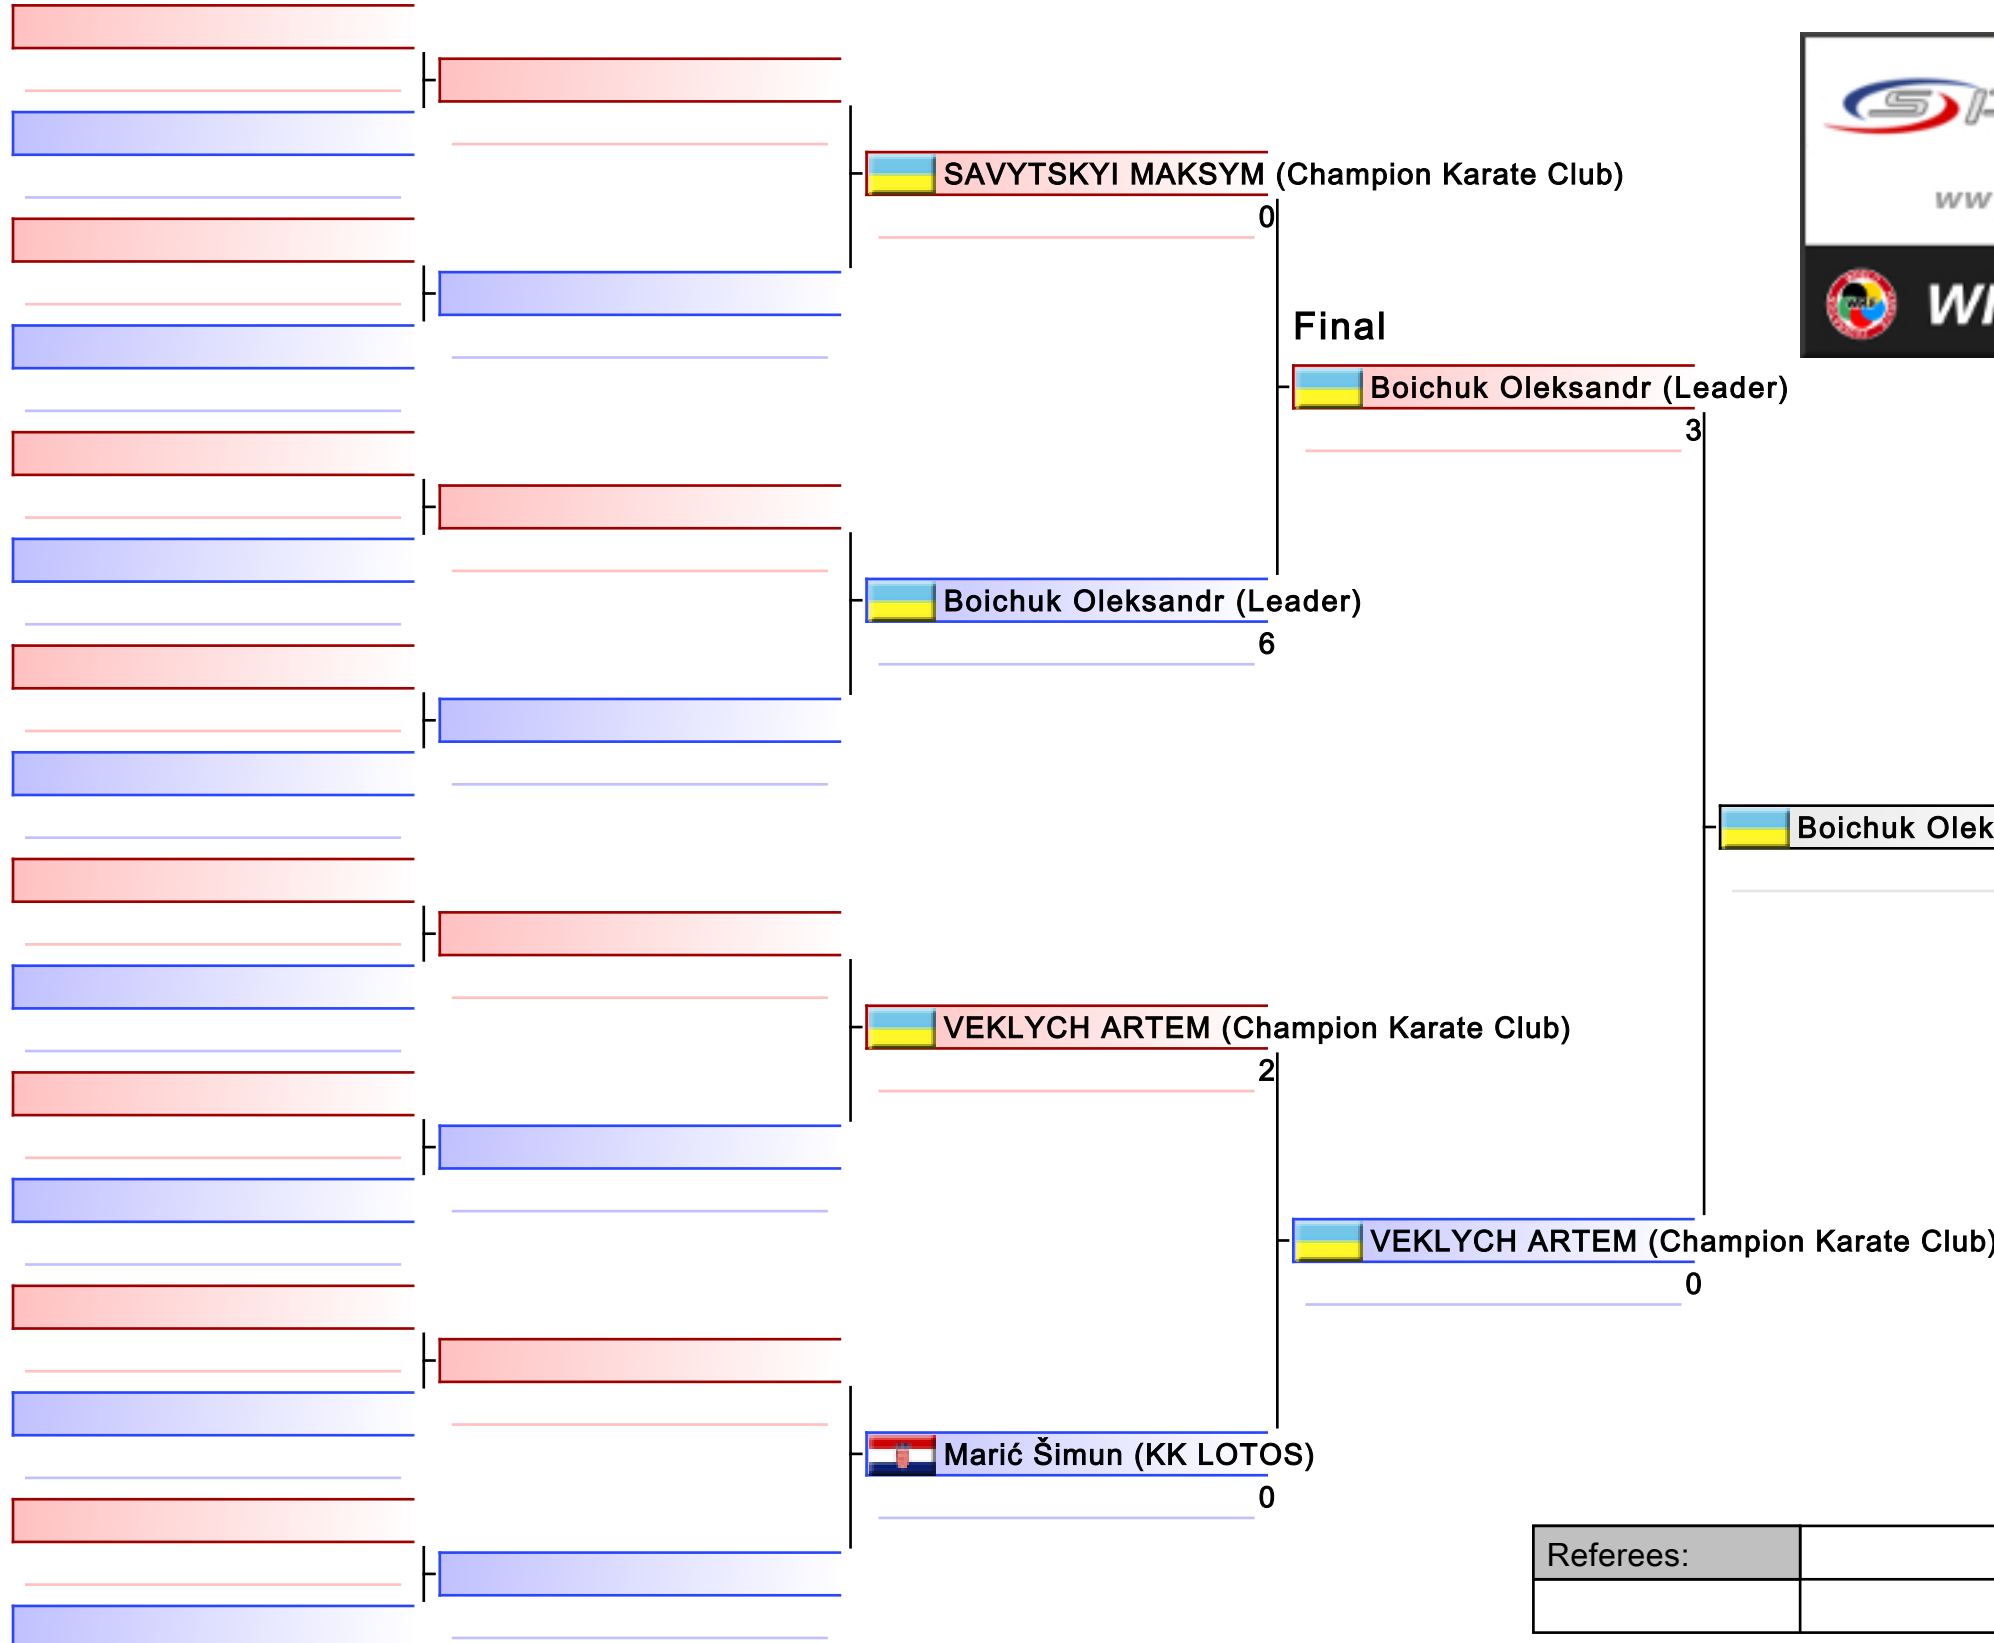 SAVYTSKYI MAKSYM (Champion Karate Club)
0
Final
Boichuk Oleksandr (Leader)
3
Boichuk Oleksandr (Leader)
6
Boichuk Olek
VEKLYCH ARTEM (Champion Karate Club)
2
VEKLYCH ARTEM (Champion Karate Club)
0
Marić Šimun (KK LOTOS)
0
Referees: